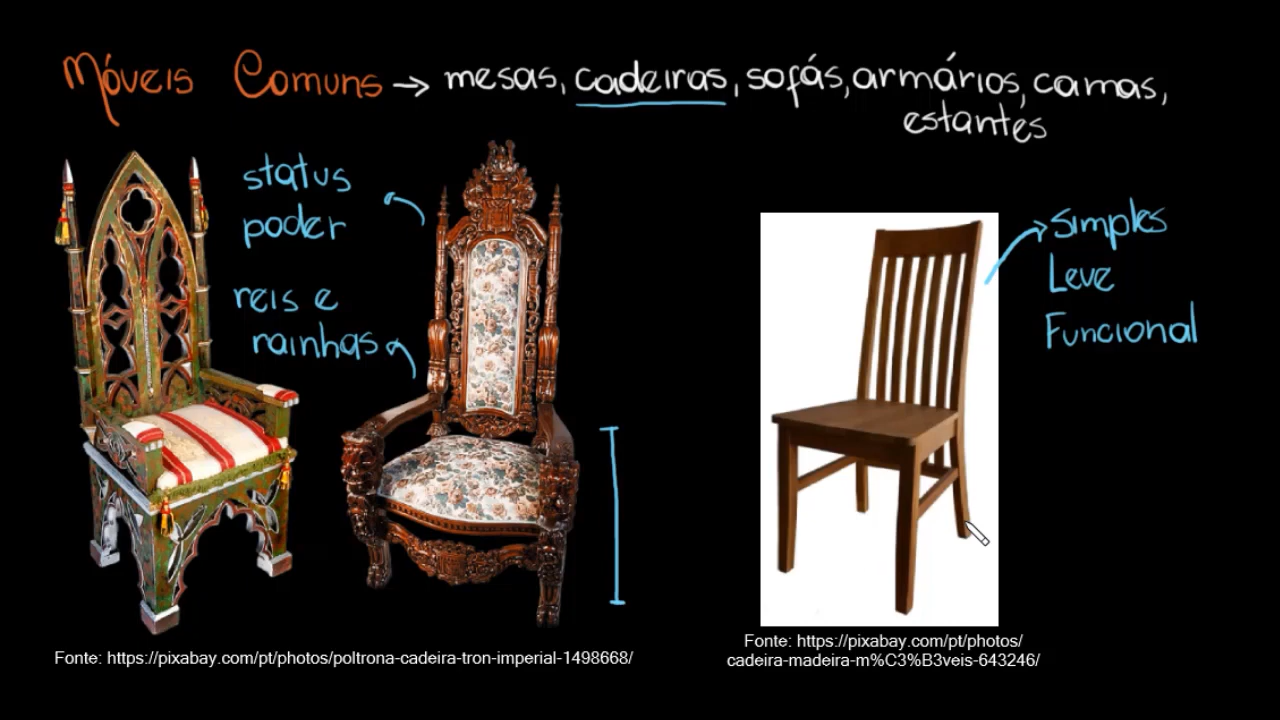 Móveis Comuns → mesas, cadeiras, sofás, armários, camas,
estantes
status
poder
reis e
rainhas
Simples
Leve
Funcional
Fonte: https://pixabay.com/pt/photos/poltrona-cadeira-tron-imperial-1498668/
Fonte: https://pixabay.com/pt/photos/
cadeira-madeira-m%C3%B3veis-643246/